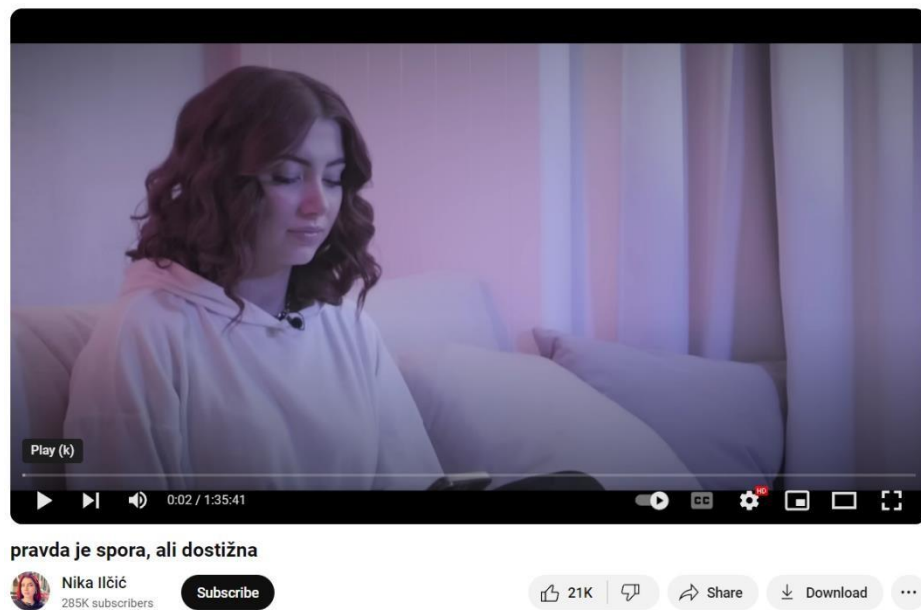 Play (k)
0:02 / 1:35:41
CC
HD
pravda je spora, ali dostižna
Nika Ilčić
285K subscribers
Subscribe
21K
Share
Download